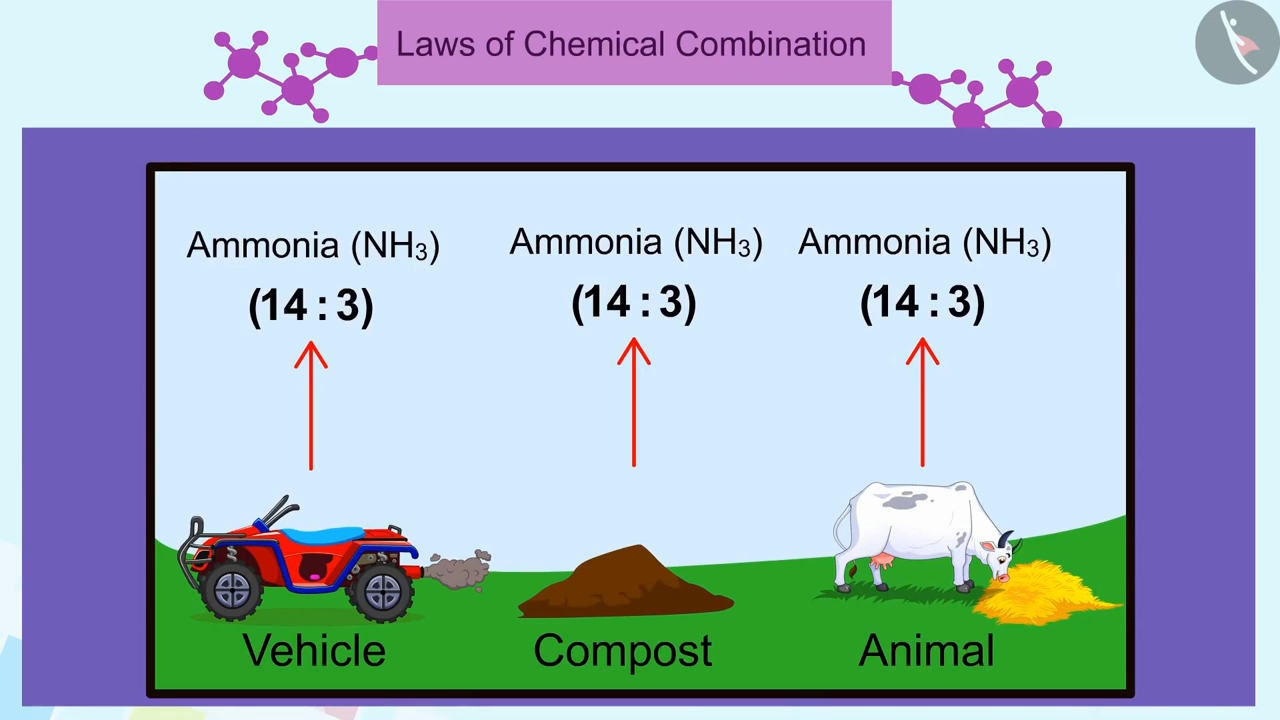 Laws of Chemical Combination
Ammonia (NH₃) Ammonia (NH₃) Ammonia (NH₃)
(14 : 3) (14 : 3) (14 : 3)
Vehicle Compost Animal